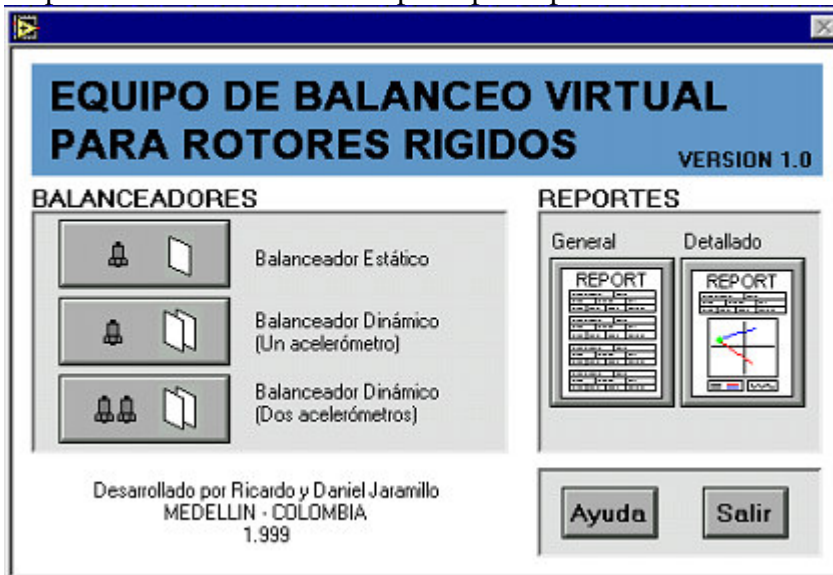 EQUIPO DE BALANCEO VIRTUAL
PARA ROTORES RIGIDOS
VERSION 1.0
BALANCEADORES
Balanceador Estático
Balanceador Dinámico
(Un acelerómetro)
Balanceador Dinámico
(Dos acelerómetros)
REPORTES
General
Detallado
REPORT
REPORT
Desarrollado por Ricardo y Daniel Jaramillo
MEDELLIN - COLOMBIA
1.999
Ayuda
Salir